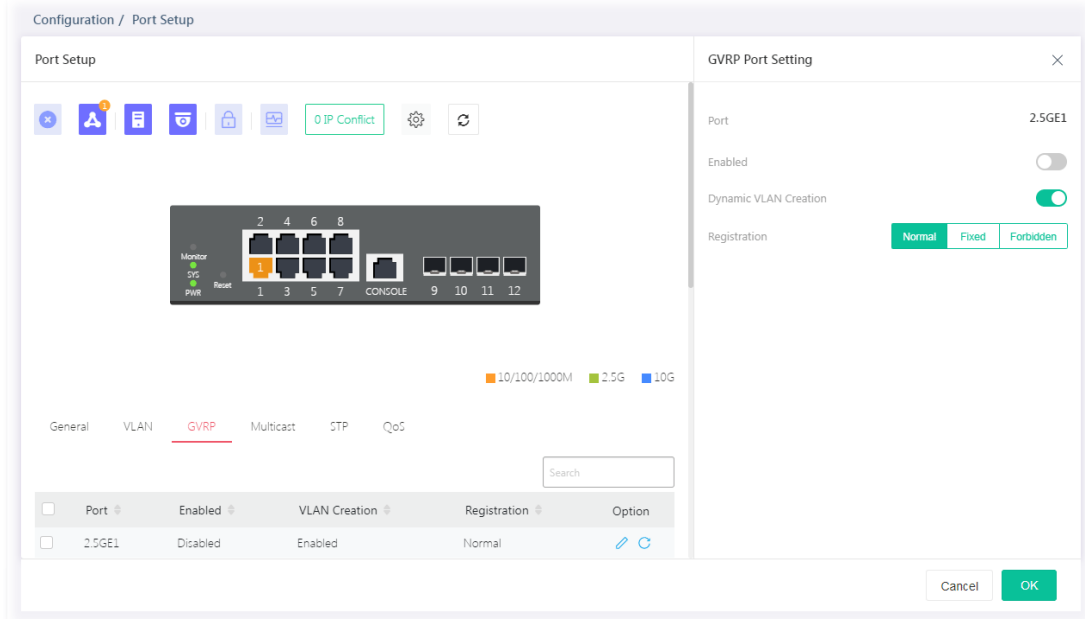 Configuration / Port Setup
Port Setup
GVRP Port Setting
1
0 IP Conflict
Port
2.5GE1
Enabled
Dynamic VLAN Creation
Registration
Normal
Fixed
Forbidden
2 4 6 8
Monitor
SYS
PWR
Reset
1
1 3 5 7 CONSOLE 9 10 11 12
10/100/1000M 2.5G 10G
General VLAN GVRP Multicast STP QoS
Search
Port Enabled VLAN Creation Registration Option
2.5GE1 Disabled Enabled Normal
Cancel OK